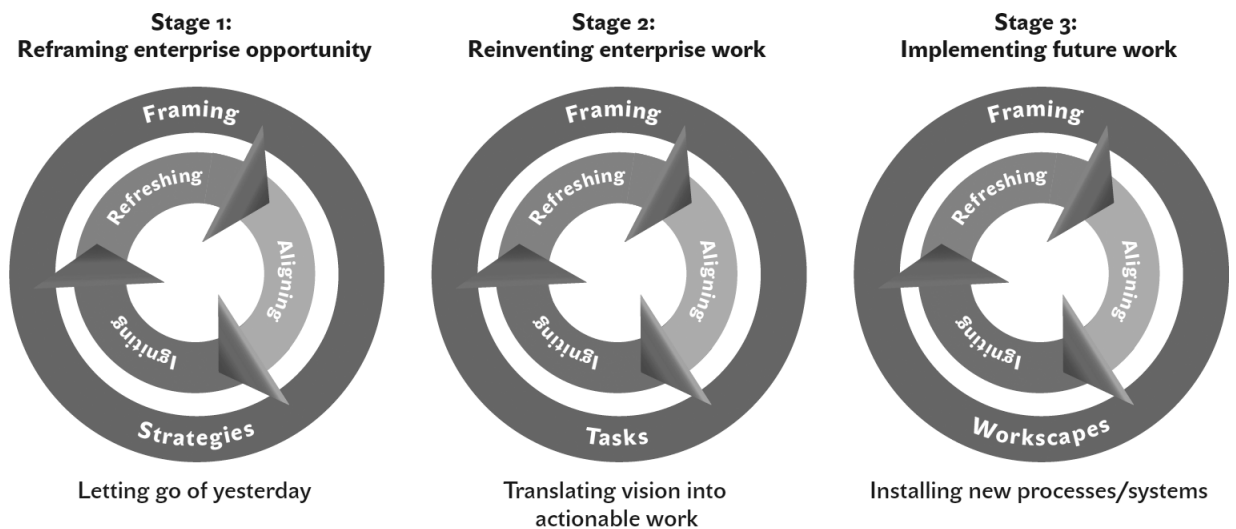 Stage 1:
Reframing enterprise opportunity
Framing
Refreshing
Aligning
Igniting
Strategies
Letting go of yesterday
Stage 2:
Reinventing enterprise work
Framing
Refreshing
Aligning
Igniting
Tasks
Translating vision into
actionable work
Stage 3:
Implementing future work
Framing
Refreshing
Aligning
Igniting
Workscapes
Installing new processes/systems